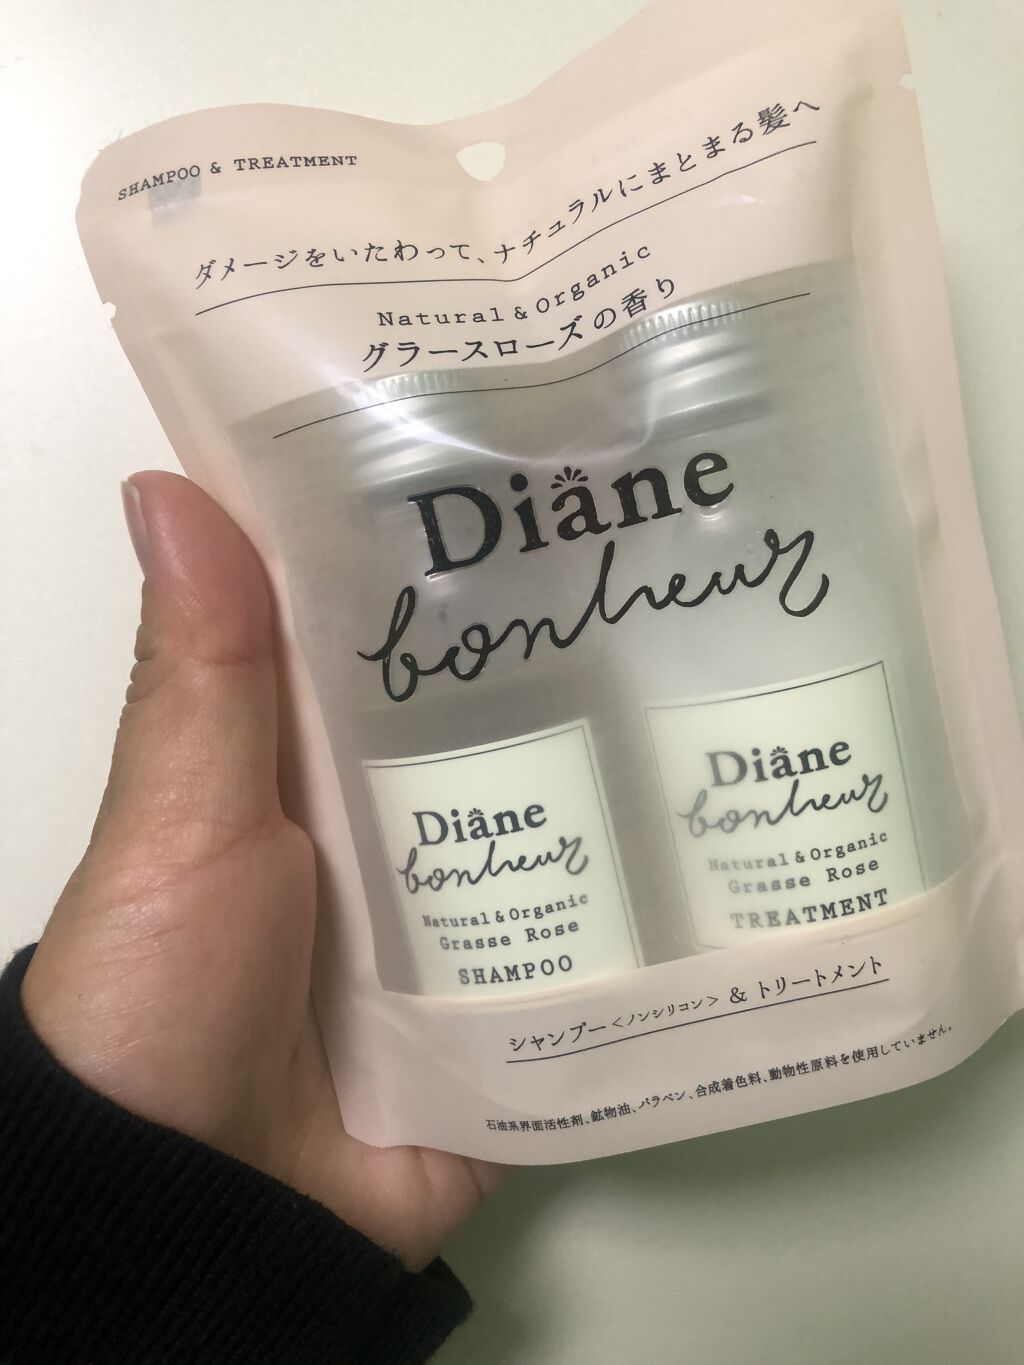 SHAMPOO & TREATMENT
ダメージをいたわって、ナチュラルにまとまる髪へ
Natural & Organic
グラースローズの香り
Diane
bonheur
Diane
bonheur
Natural & Organic
Grasse Rose
SHAMPOO
Diane
bonheur
Natural & Organic
Grasse Rose
TREATMENT
シャンプー<ノンシリコン> & トリートメント
石油系界面活性剤、鉱物油、パラベン、合成着色料、動物性原料を使用していません。